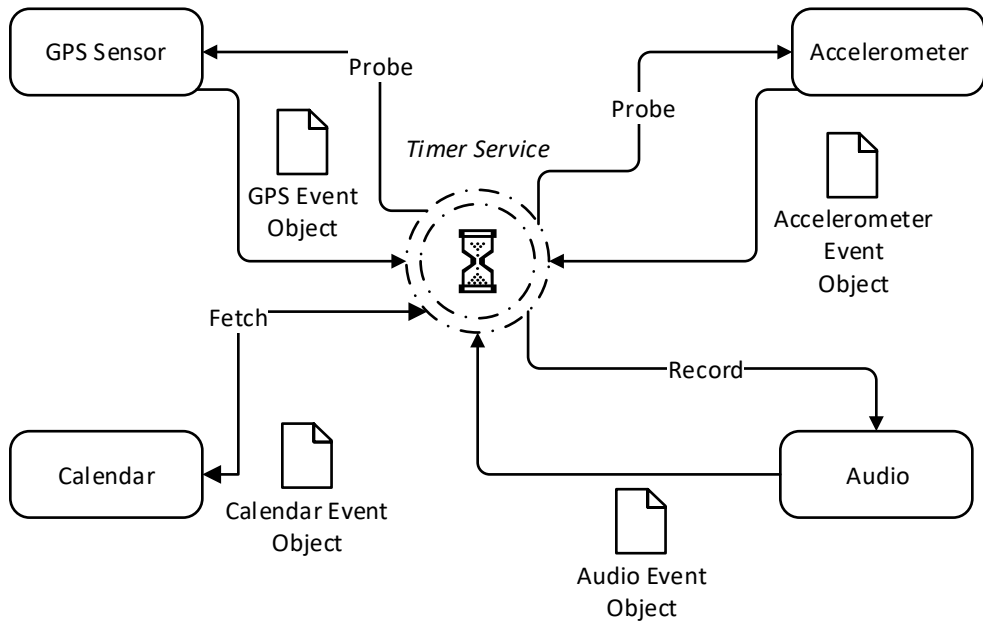 GPS Sensor
Accelerometer
Probe
Probe
Timer Service
GPS Event
Object
Accelerometer
Event
Object
Fetch
Record
Calendar
Audio
Calendar Event
Object
Audio Event
Object